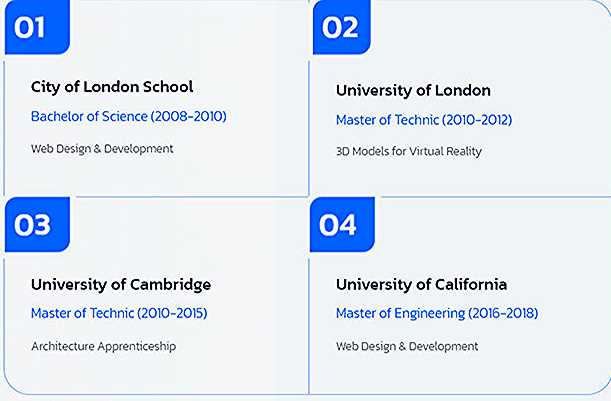 01
City of London School
Bachelor of Science (2008-2010)
Web Design & Development
02
University of London
Master of Technic (2010-2012)
3D Models for Virtual Reality
03
University of Cambridge
Master of Technic (2010-2015)
Architecture Apprenticeship
04
University of California
Master of Engineering (2016-2018)
Web Design & Development